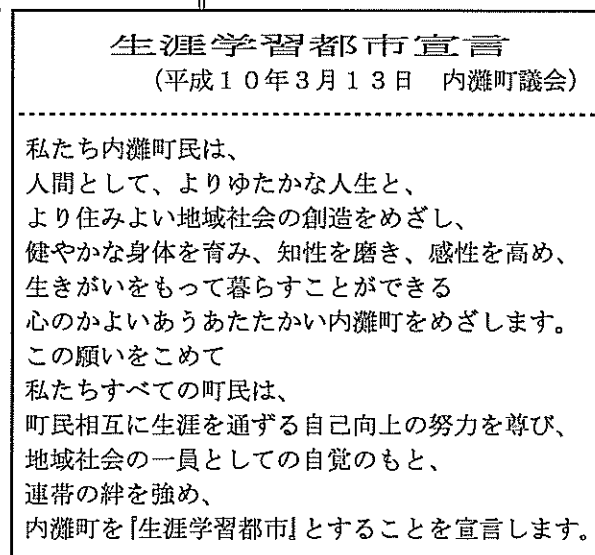 生涯学習都市宣言
(平成10年3月13日 内灘町議会)
私たち内灘町民は、
人間として、よりゆたかな人生と、
より住みよい地域社会の創造をめざし、
健やかな身体を育み、知性を磨き、感性を高め、
生きがいをもって暮らすことができる
心のかよいあうあたたかい内灘町をめざします。
この願いをこめて
私たちすべての町民は、
町民相互に生涯を通ずる自己向上の努力を尊び、
地域社会の一員としての自覚のもと、
連帯の絆を強め、
内灘町を『生涯学習都市』とすることを宣言します。